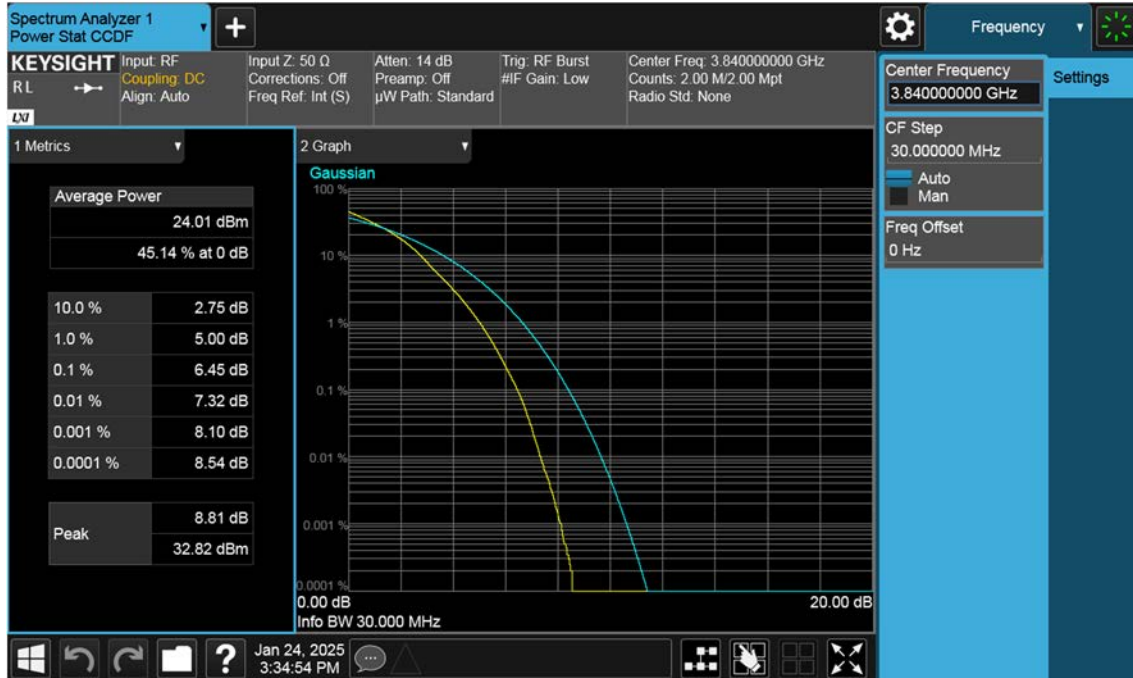 Spectrum Analyzer 1
Power Stat CCDF
Frequency
KEYSIGHT
R L
LXI
Input: RF
Coupling: DC
Align: Auto
Input Z: 50 Ω
Corrections: Off
Freq Ref: Int (S)
Atten: 14 dB
Preamp: Off
µW Path: Standard
Trig: RF Burst
#IF Gain: Low
Center Freq: 3.840000000 GHz
Counts: 2.00 M/2.00 Mpt
Radio Std: None
Center Frequency
3.840000000 GHz
Settings
CF Step
30.000000 MHz
Auto
Man
Freq Offset
0 Hz
1 Metrics
Average Power
24.01 dBm
45.14 % at 0 dB
10.0 % 2.75 dB
1.0 % 5.00 dB
0.1 % 6.45 dB
0.01 % 7.32 dB
0.001 % 8.10 dB
0.0001 % 8.54 dB
Peak
8.81 dB
32.82 dBm
2 Graph
Gaussian
100 %
10 %
1 %
0.1 %
0.01 %
0.001 %
0.0001 %
0.00 dB 20.00 dB
Info BW 30.000 MHz
Jan 24, 2025
3:34:54 PM